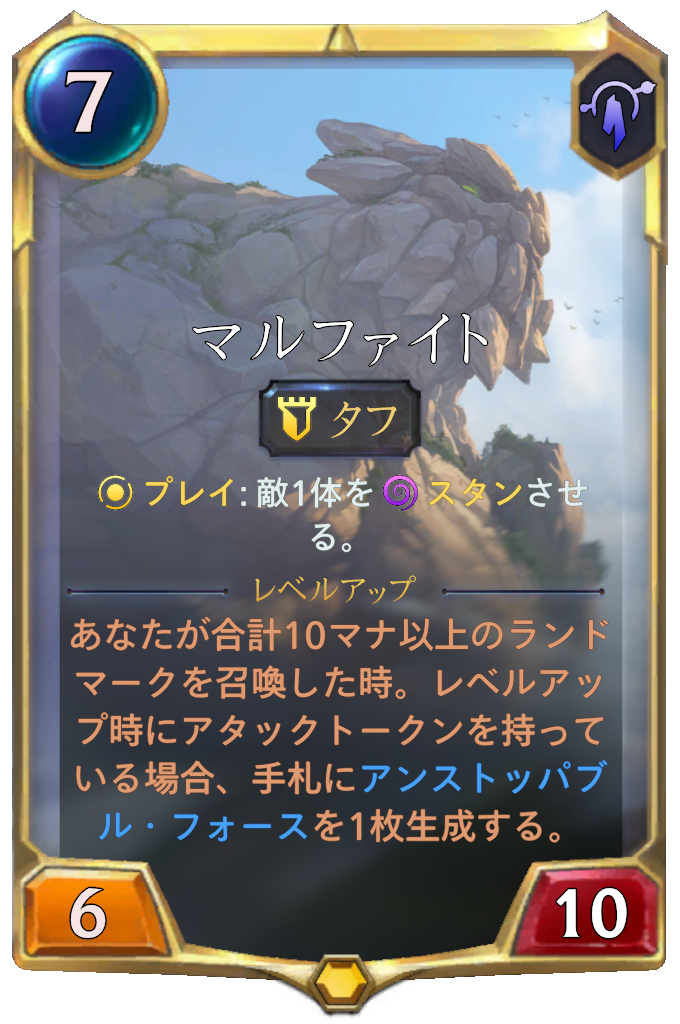 7
マルファイト
タフ
プレイ: 敵1体を スタンさせ
る。
レベルアップ
あなたが合計10マナ以上のランド
マークを召喚した時。レベルアッ
プ時にアタックトークンを持って
いる場合、手札にアンストッパブ
ル・フォースを1枚生成する。
6
10